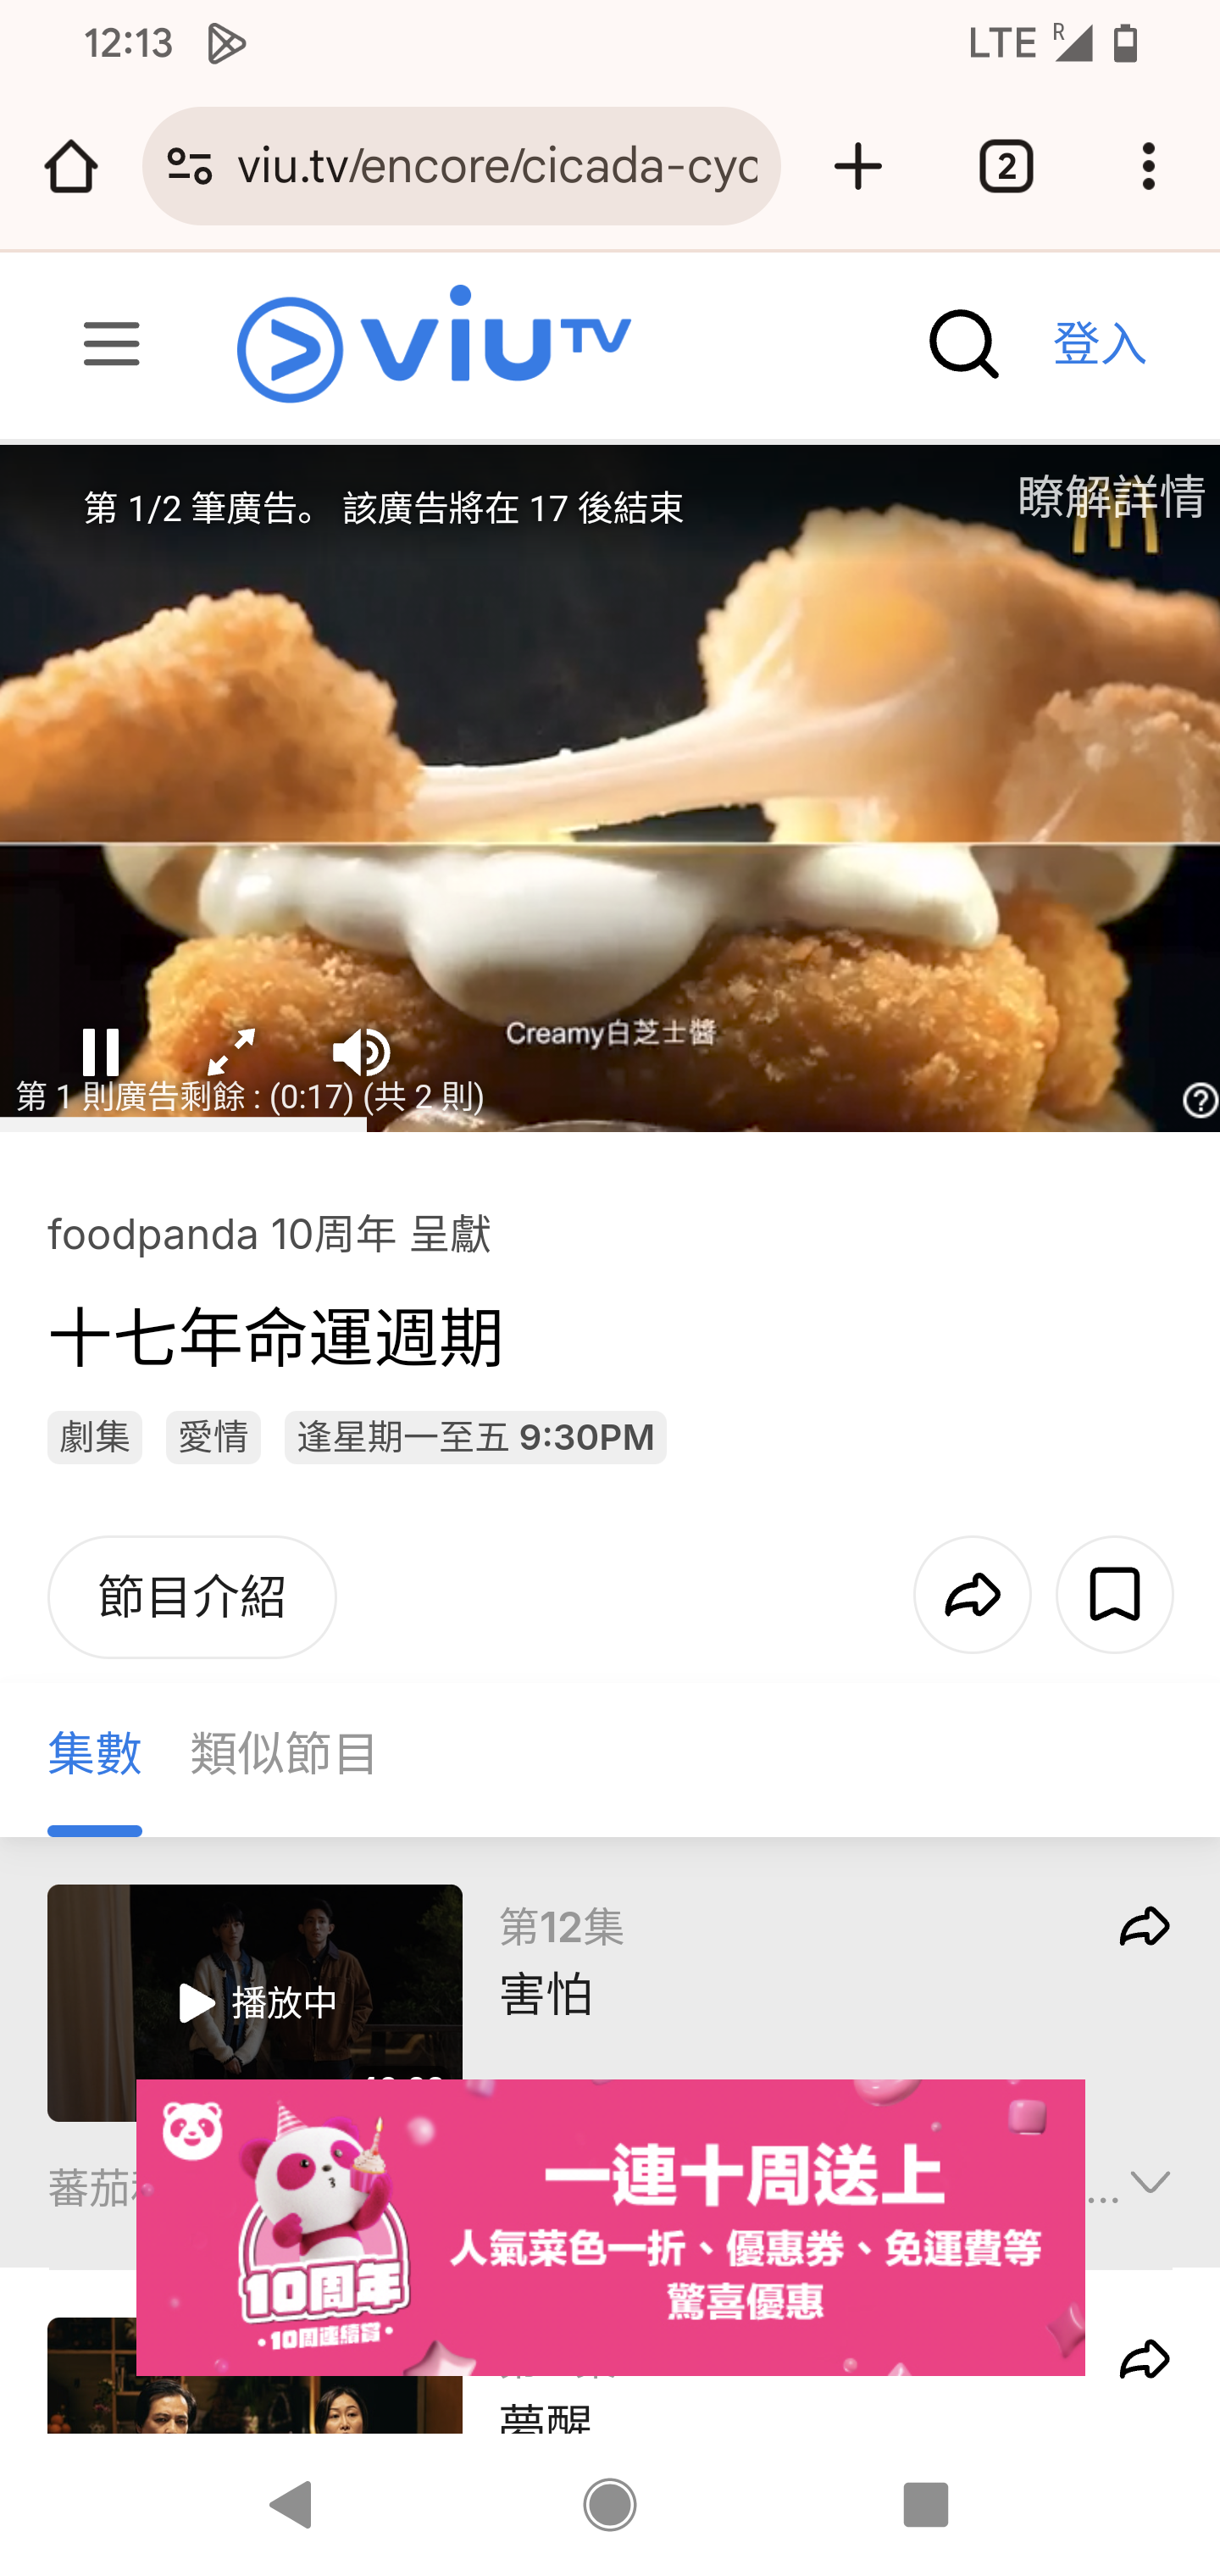 12:13
LTE R
viu.tv/encore/cicada-cyc
2
viu TV
登入
第 1/2 筆廣告。 該廣告將在 17 後結束
瞭解詳情
Creamy白芝士醬
第 1 則廣告剩餘 : (0:17) (共 2 則)
foodpanda 10周年 呈獻
十七年命運週期
劇集
愛情
逢星期一至五 9:30PM
節目介紹
集數
類似節目
播放中
第12集
害怕
蕃茄
...
一連十周送上
人氣菜色一折、優惠券、免運費等
驚喜優惠
10周年
•10周連續賞•
夢醒